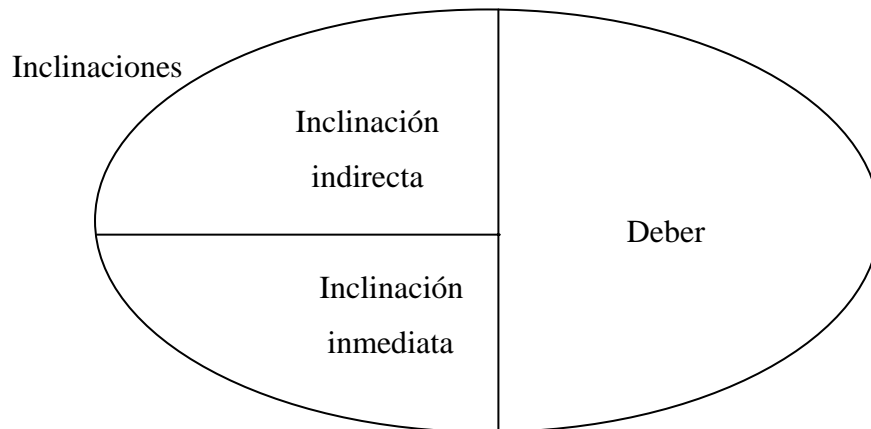 Inclinaciones
Inclinación
indirecta
Deber
Inclinación
inmediata